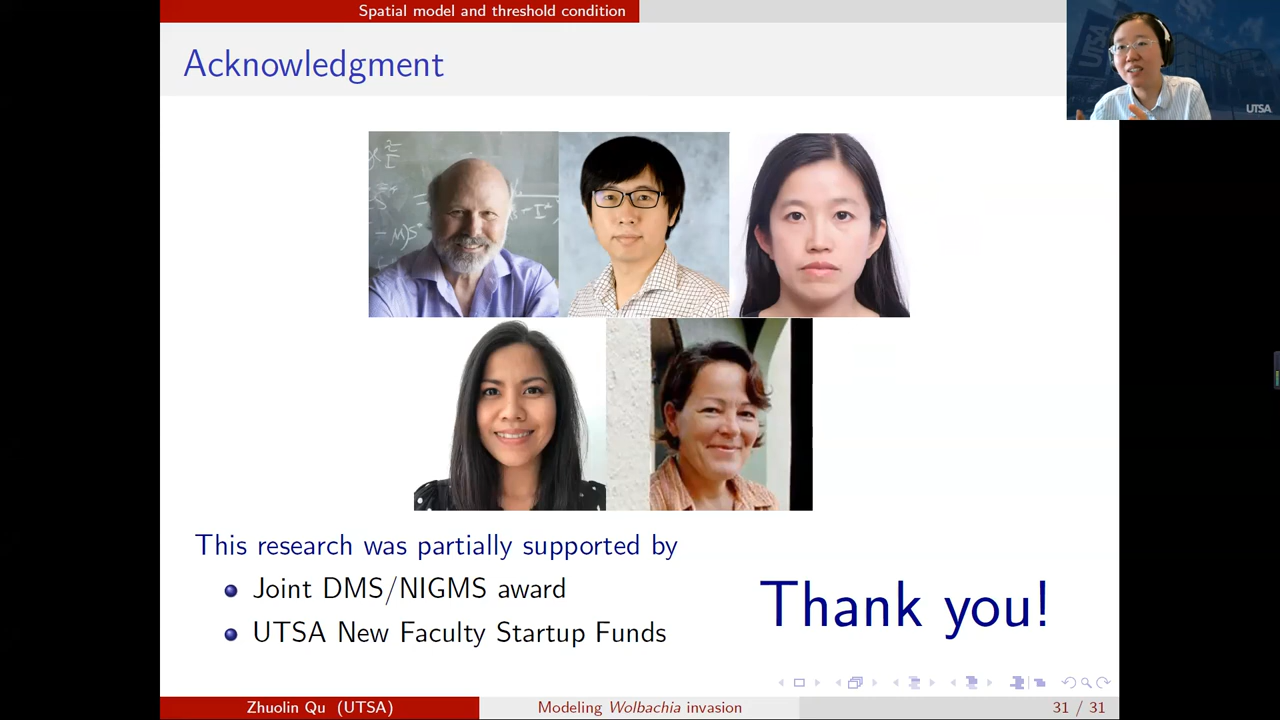 Spatial model and threshold condition
Acknowledgment
UTSA
This research was partially supported by
Joint DMS/NIGMS award
UTSA New Faculty Startup Funds
Thank you!
Zhuolin Qu (UTSA)
Modeling Wolbachia invasion
31 / 31